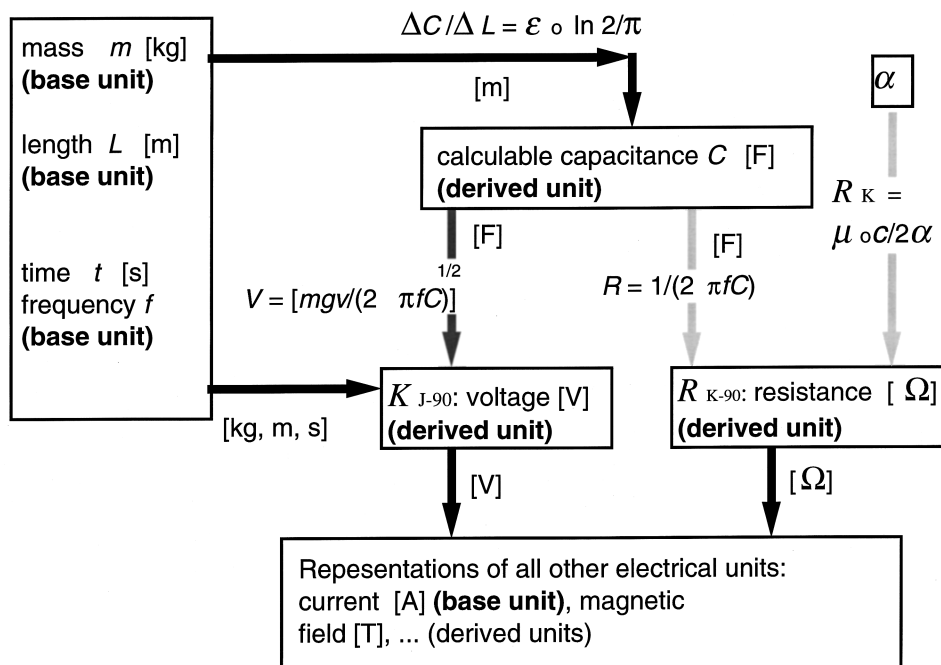 mass m [kg]
(base unit)
length L [m]
(base unit)
time t [s]
frequency f
(base unit)
ΔC/Δ L = ε o ln 2/π
[m]
α
calculable capacitance C [F]
(derived unit)
R K =
μ oc/2α
[F]
[F]
1/2
V = [mgv/(2 πfC)]
R = 1/(2 πfC)
[kg, m, s]
K J-90: voltage [V]
(derived unit)
R K-90: resistance [ Ω]
(derived unit)
[V]
[Ω]
Repesentations of all other electrical units:
current [A] (base unit), magnetic
field [T], ... (derived units)